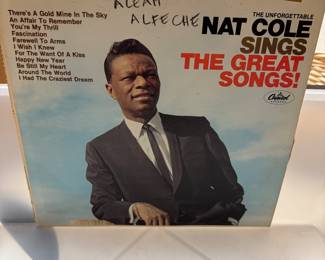 ALEAH
ALFECHE
There's A Gold Mine In The Sky
An Affair To Remember
You're My Thrill
Fascination
Farewell To Arms
I Wish I Knew
For The Want Of A Kiss
Happy New Year
Be Still My Heart
Around The World
I Had The Craziest Dream
THE UNFORGETTABLE
NAT COLE
SINGS
THE GREAT
SONGS!
Capitol